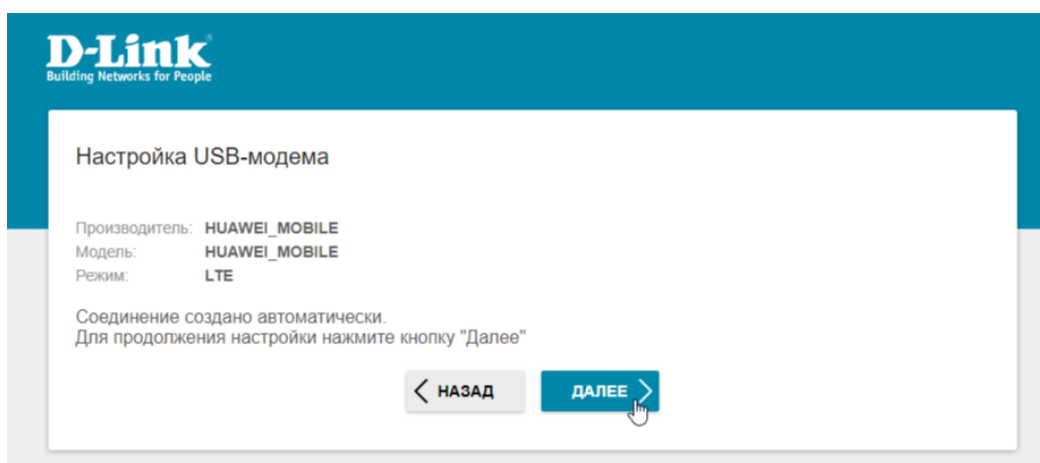 D-Link
Building Networks for People
Настройка USB-модема
Производитель: HUAWEI_MOBILE
Модель: HUAWEI_MOBILE
Режим: LTE
Соединение создано автоматически.
Для продолжения настройки нажмите кнопку "Далее"
НАЗАД ДАЛЕЕ